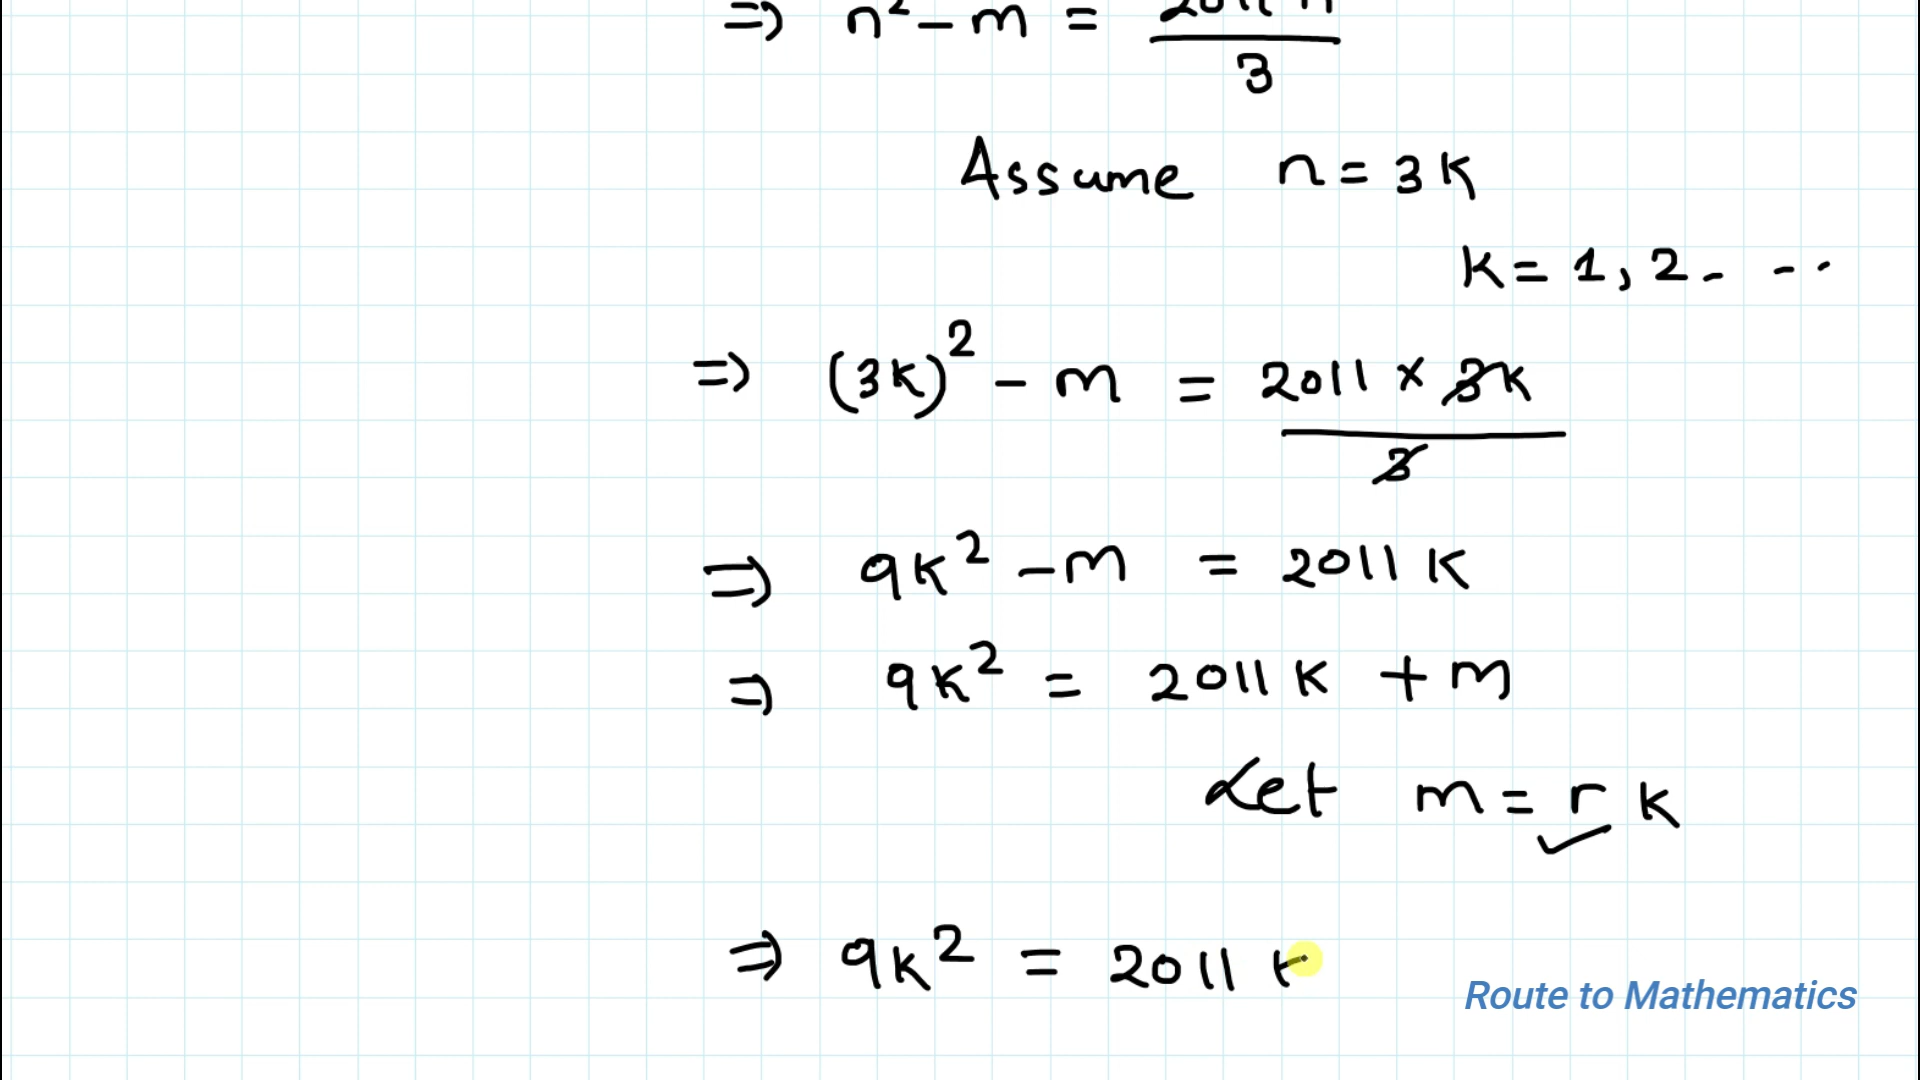 => n² - m = 2011 n / 3
Assume n = 3k
k = 1, 2 - - ..
=> (3k)² - m = 2011 × 3k / 3
=> 9k² - m = 2011 k
=> 9k² = 2011 k + m
Let m = r k
=> 9k² = 2011
Route to Mathematics